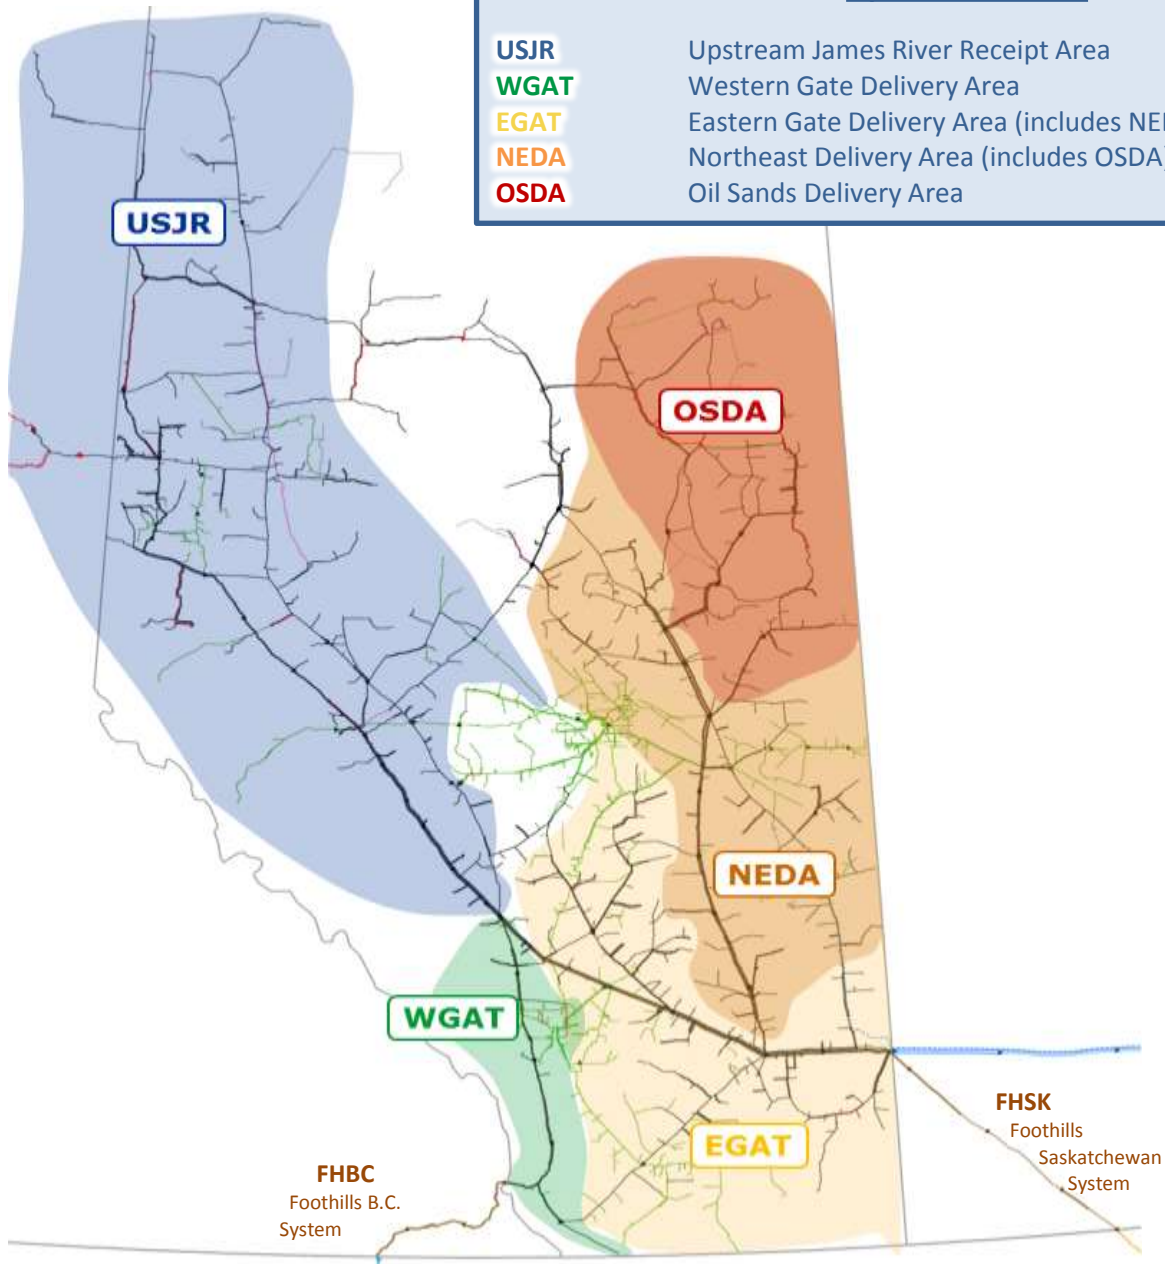 USJR Upstream James River Receipt Area
WGAT Western Gate Delivery Area
EGAT Eastern Gate Delivery Area (includes
NEDA Northeast Delivery Area (includes OSDA)
OSDA Oil Sands Delivery Area
USJR
OSDA
NEDA
WGAT
EGAT
FHSK
Foothills
Saskatchewan
System
FHBC
Foothills B.C.
System